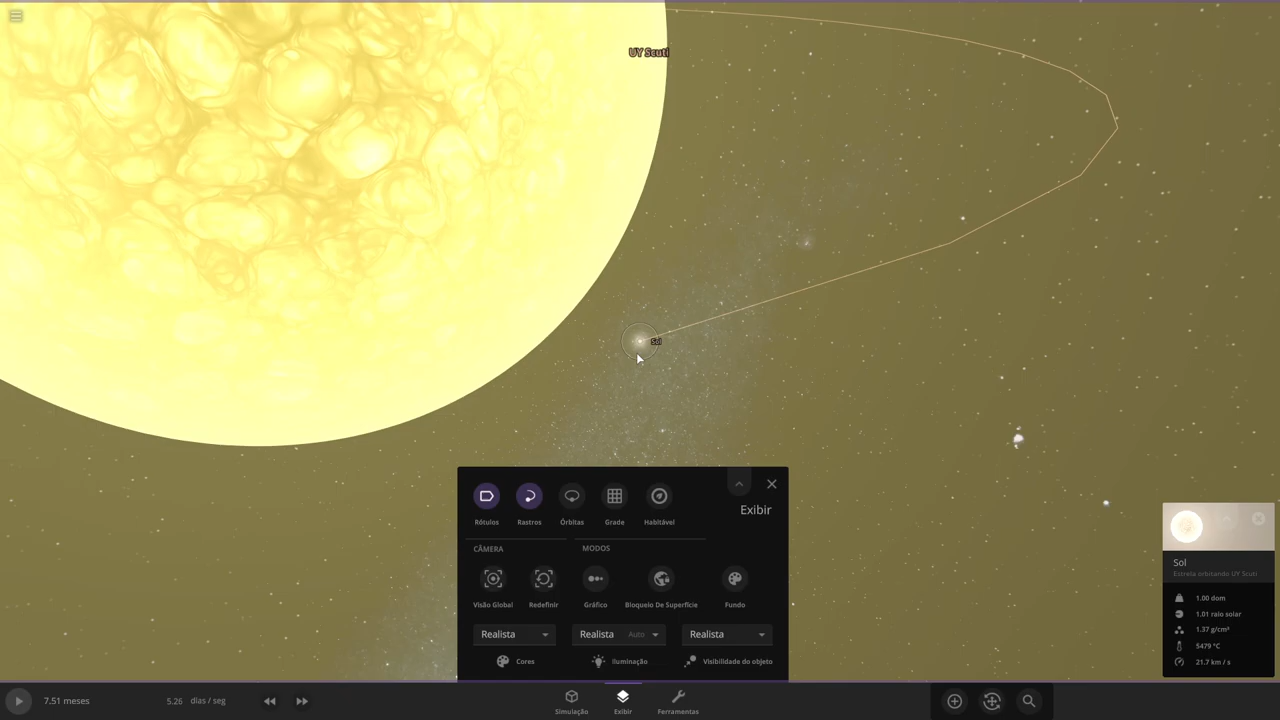 UY Scuti
Sol
Exibir
Rótulos
Rastros
Órbitas
Grade
Habitável
CÂMERA
MODOS
Visão Global
Redefinir
Gráfico
Bloqueio De Superfície
Fundo
Realista
Realista Auto
Realista
Cores
Iluminação
Visibilidade do objeto
Sol
Estrela orbitando UY Scuti
1.00 dom
1.01 raio solar
1.37 g/cm³
5479 °C
21.7 km / s
7.51 meses
5.26 dias / seg
Simulação
Exibir
Ferramentas